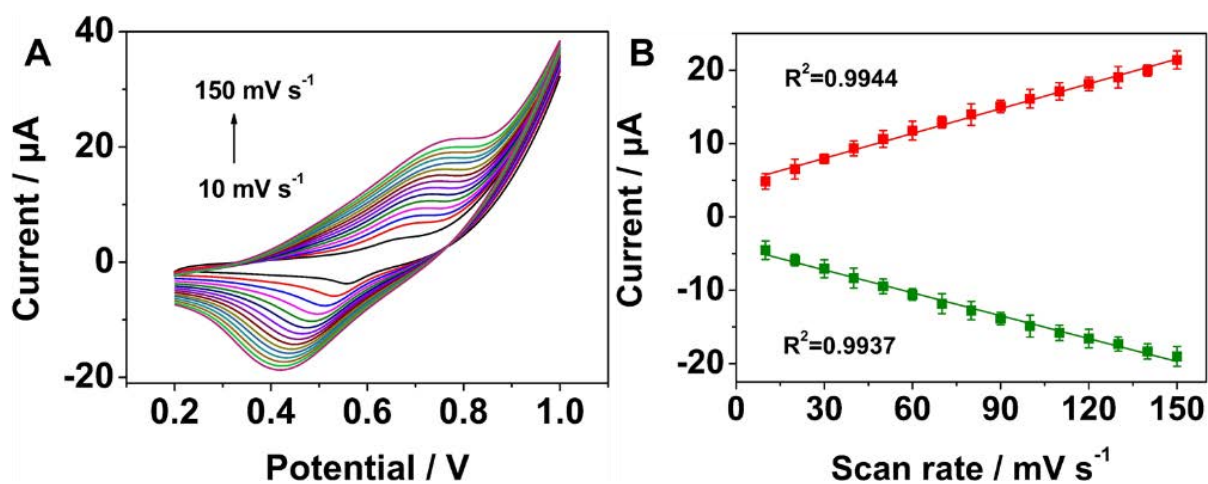 A
40
20
0
-20
150 mV s⁻¹
10 mV s⁻¹
0.2 0.4 0.6 0.8 1.0
Current / μA
Potential / V
B
20
10
0
-10
-20
R²=0.9944
R²=0.9937
0 30 60 90 120 150
Current / μA
Scan rate / mV s⁻¹